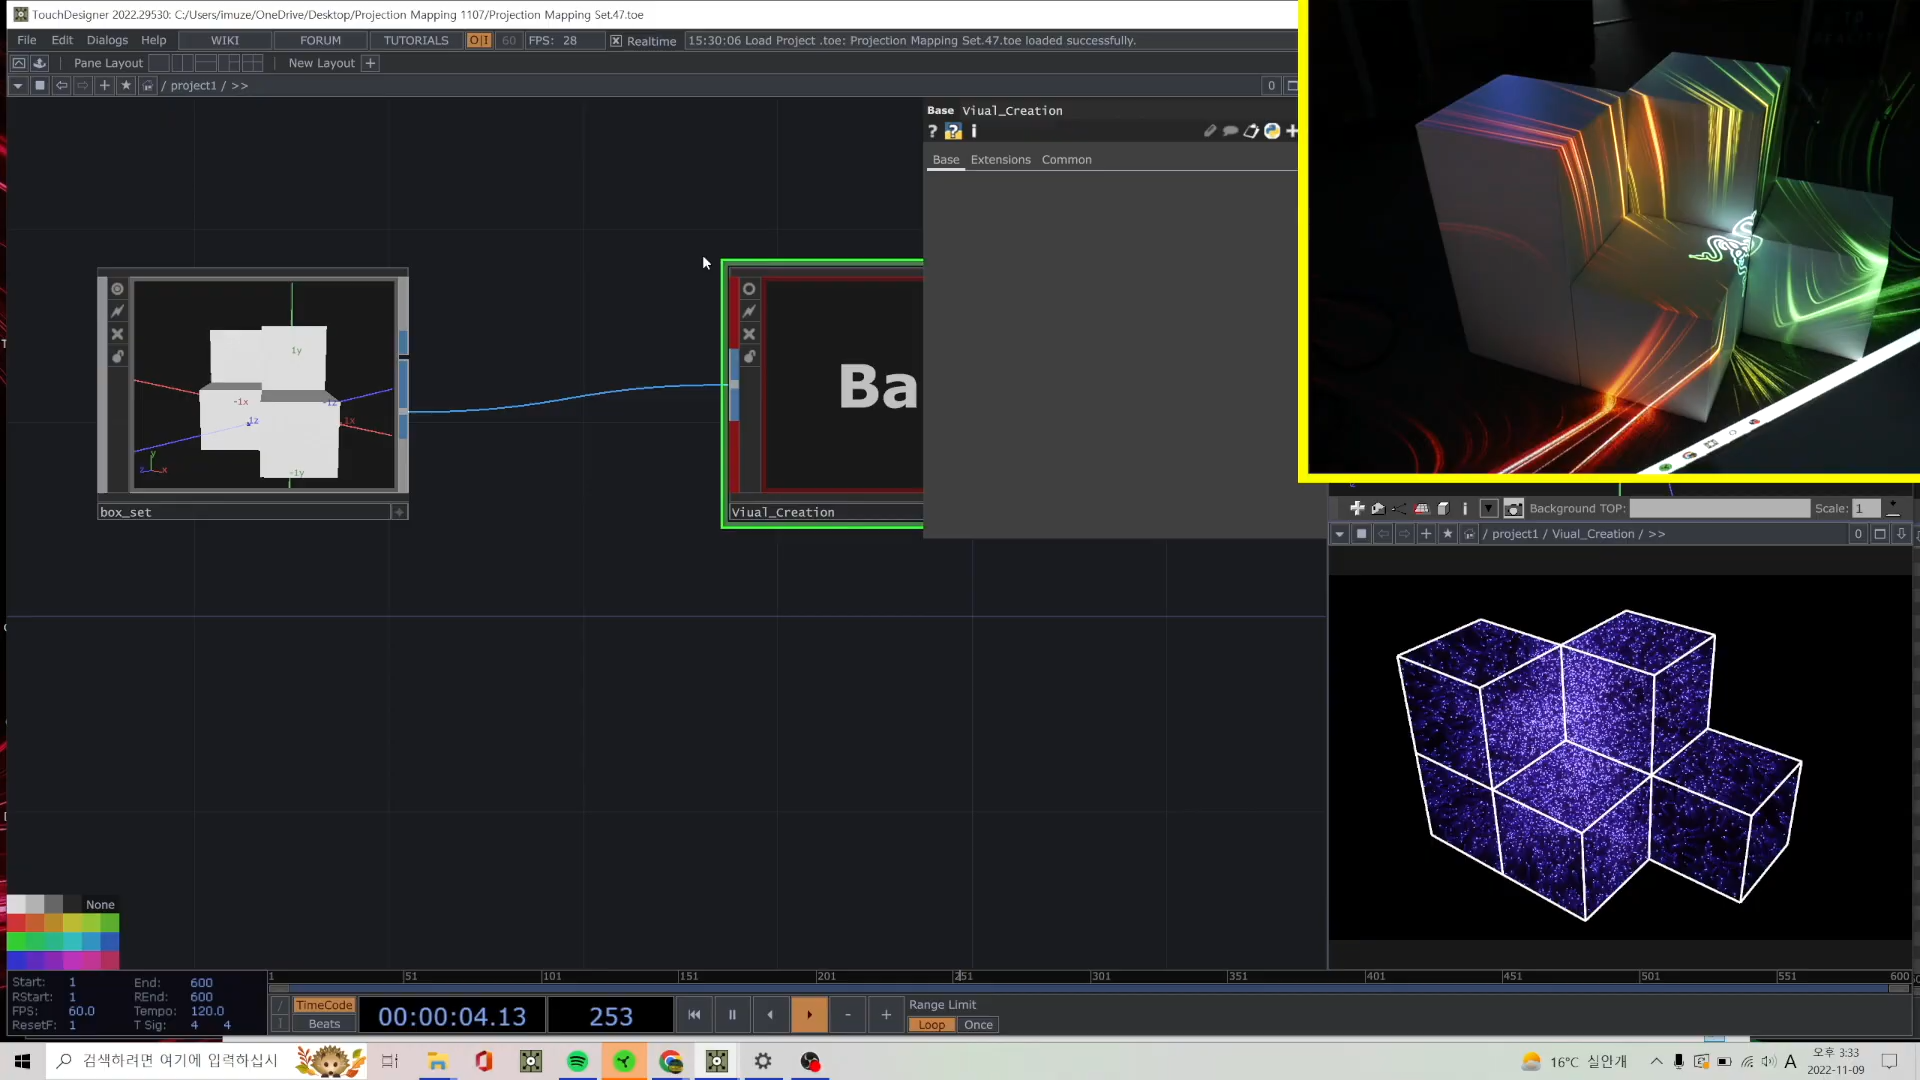 TouchDesigner 2022.29530: C:/Users/imuze/OneDrive/Desktop/Projection Mapping 1107/Projection Mapping Set.47.toe
File Edit Dialogs Help WIKI FORUM TUTORIALS O|I 60 FPS: 28 Realtime 15:30:06 Load Project .toe: Projection Mapping Set.47.toe loaded successfully.
Pane Layout New Layout +
/ project1 / >> 0
Base Viual_Creation
? ? i
Base Extensions Common
1y
-1x
-1z
1z
1x
-1y
y
z x
box_set
Ba
Viual_Creation
i Background TOP: Scale: 1
/ project1 / Viual_Creation / >> 0
None
1 51 101 151 201 251 301 351 401 451 501 551 600
Start: 1 End: 600
RStart: 1 REnd: 600
FPS: 60.0 Tempo: 120.0
ResetF: 1 T Sig: 4 4
TimeCode
Beats
00:00:04.13
253
- +
Range Limit
Loop Once
검색하려면 여기에 입력하십시
16°C 실안개
A
오후 3:33
2022-11-09